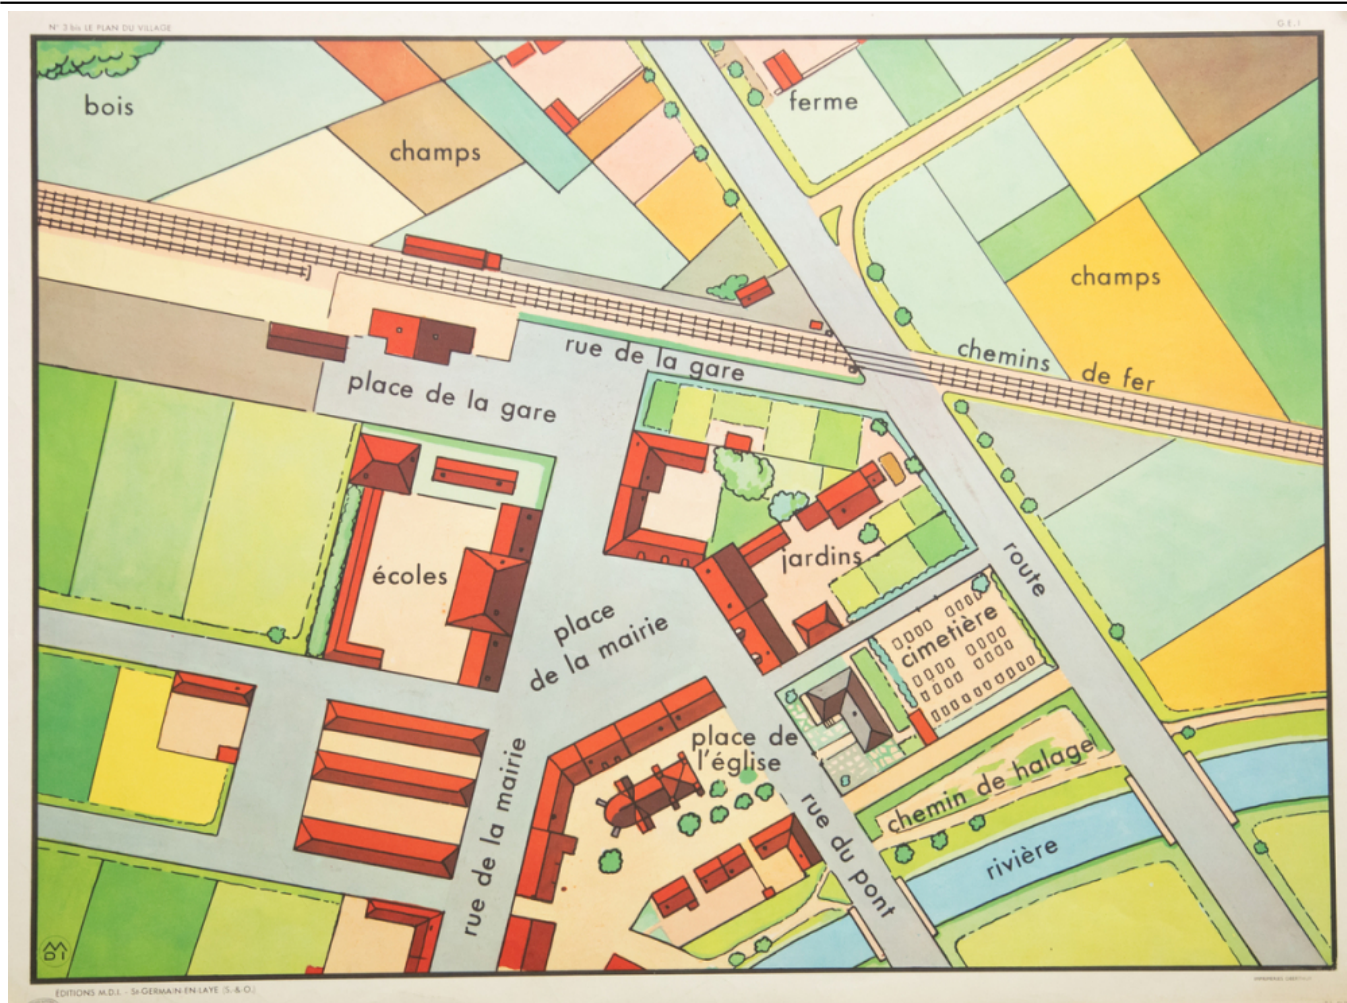 N° 3 bis LE PLAN DU VILLAGE
G.E.1
bois
ferme
champs
champs
rue de la gare
chemins
de fer
place de la gare
écoles
jardins
route
place
de la mairie
cimetière
place de
l'église
chemin de halage
rue de la mairie
rue du pont
rivière
MDI
ÉDITIONS M.D.I. - St-GERMAIN-EN-LAYE (S.-&-O.)